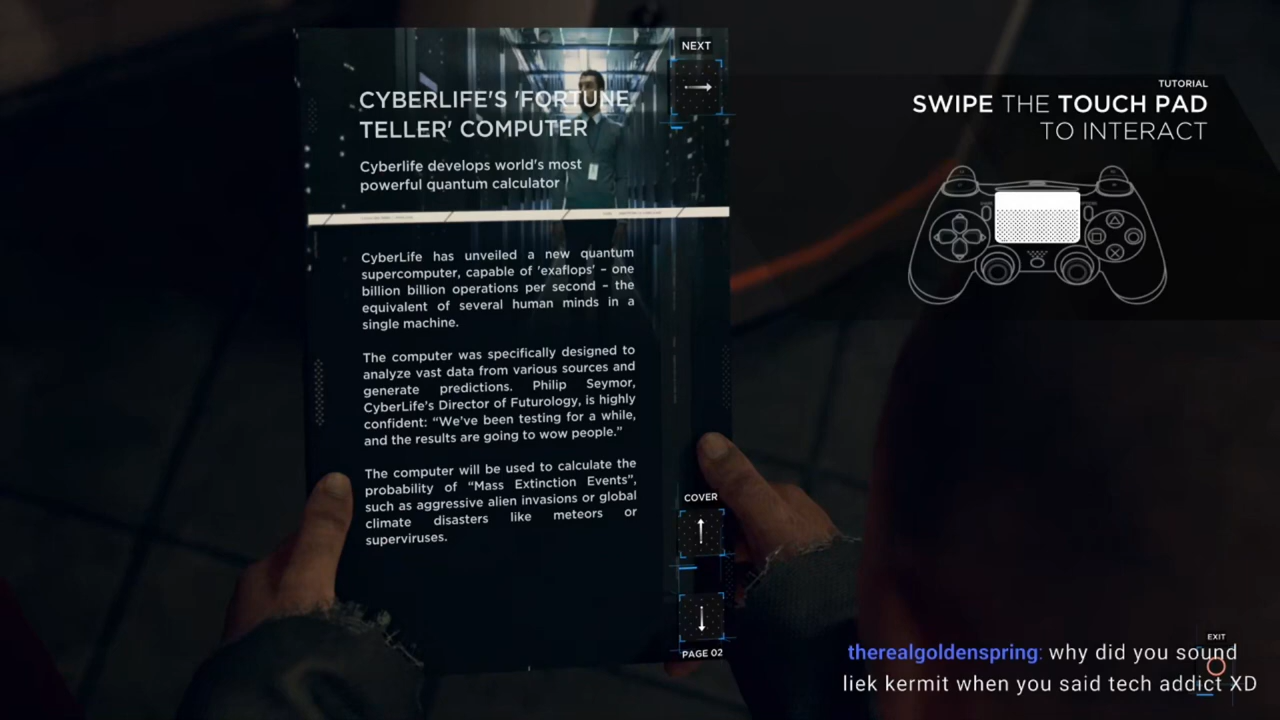 NEXT
CYBERLIFE'S 'FORTUNE
TELLER' COMPUTER
Cyberlife develops world's most
powerful quantum calculator
CyberLife has unveiled a new quantum
supercomputer, capable of 'exaflops' – one
billion billion operations per second – the
equivalent of several human minds in a
single machine.
The computer was specifically designed to
analyze vast data from various sources and
generate predictions. Philip Seymor,
CyberLife's Director of Futurology, is highly
confident: “We've been testing for a while,
and the results are going to wow people.”
The computer will be used to calculate the
probability of “Mass Extinction Events”,
such as aggressive alien invasions or global
climate disasters like meteors or
superviruses.
COVER
PAGE 02
TUTORIAL
SWIPE THE TOUCH PAD
TO INTERACT
EXIT
therealgoldenspring: why did you sound
liek kermit when you said tech addict XD